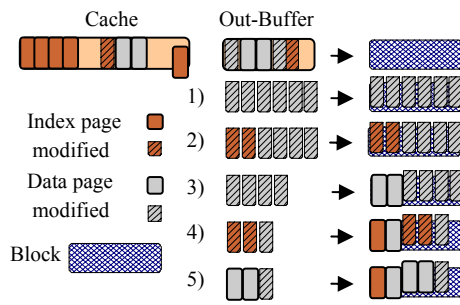 Cache
Out-Buffer
1)
Index page
modified
2)
Data page
modified
3)
4)
Block
5)